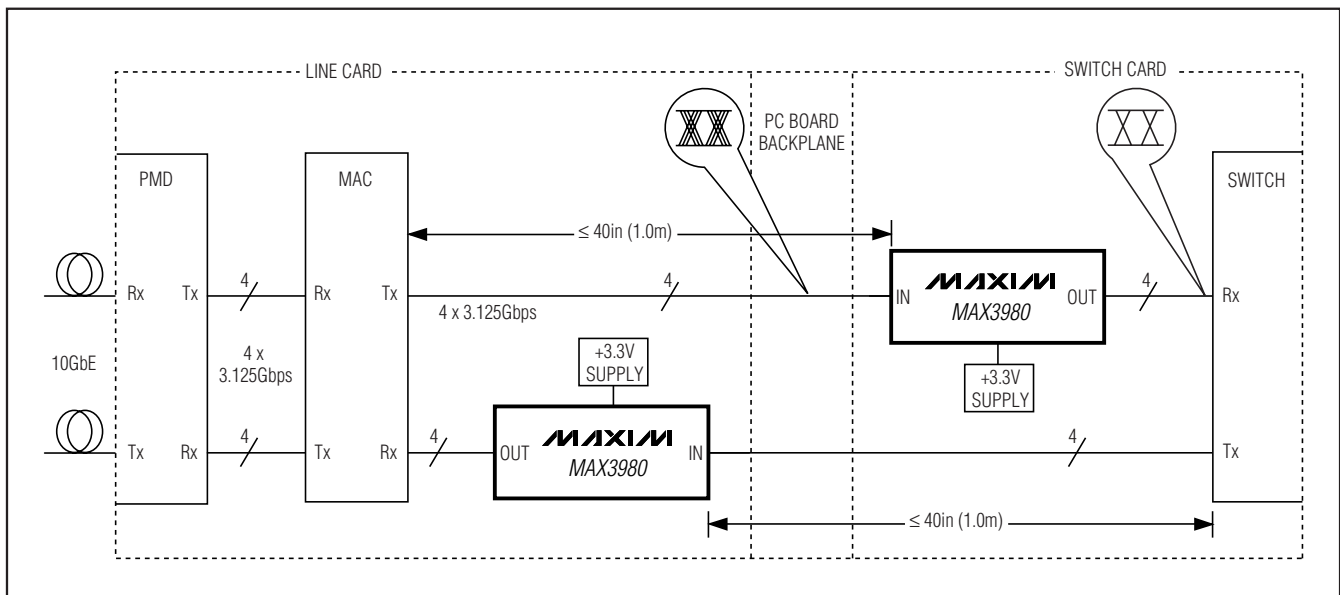 LINE CARD
SWITCH CARD
PC BOARD
BACKPLANE
PMD
MAC
SWITCH
≤ 40in (1.0m)
Rx
Tx
4
Rx
Tx
4
IN
MAXIM
MAX3980
OUT
4
Rx
4 x 3.125Gbps
10GbE
4 x
3.125Gbps
+3.3V
SUPPLY
+3.3V
SUPPLY
Tx
Rx
4
Tx
Rx
4
OUT
MAXIM
MAX3980
IN
4
Tx
≤ 40in (1.0m)